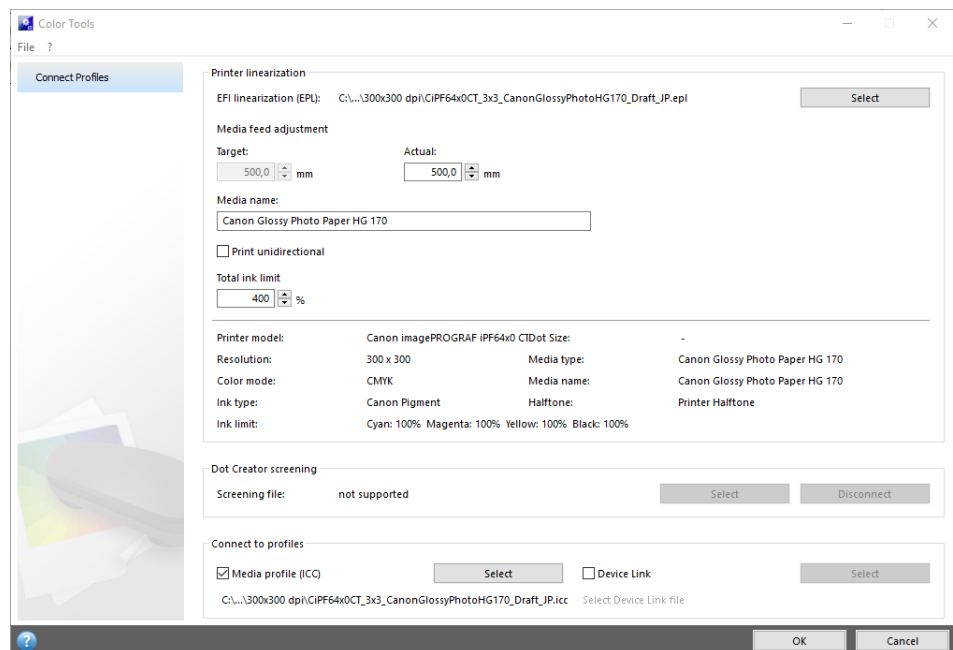 Color Tools
File ?
Connect Profiles
Printer linearization
EFI linearization (EPL): C:\...\300x300 dpi\CiPF64x0CT_3x3_CanonGlossyPhotoHG170_Draft_JP.epl Select
Media feed adjustment
Target: Actual:
500,0 mm 500,0 mm
Media name:
Canon Glossy Photo Paper HG 170
Print unidirectional
Total ink limit
400 %
Printer model: Canon imagePROGRAF iPF64x0 CTDot Size: -
Resolution: 300 x 300 Media type: Canon Glossy Photo Paper HG 170
Color mode: CMYK Media name: Canon Glossy Photo Paper HG 170
Ink type: Canon Pigment Halftone: Printer Halftone
Ink limit: Cyan: 100% Magenta: 100% Yellow: 100% Black: 100%
Dot Creator screening
Screening file: not supported Select Disconnect
Connect to profiles
Media profile (ICC) Select Device Link Select
C:\...\300x300 dpi\CiPF64x0CT_3x3_CanonGlossyPhotoHG170_Draft_JP.icc Select Device Link file
? OK Cancel